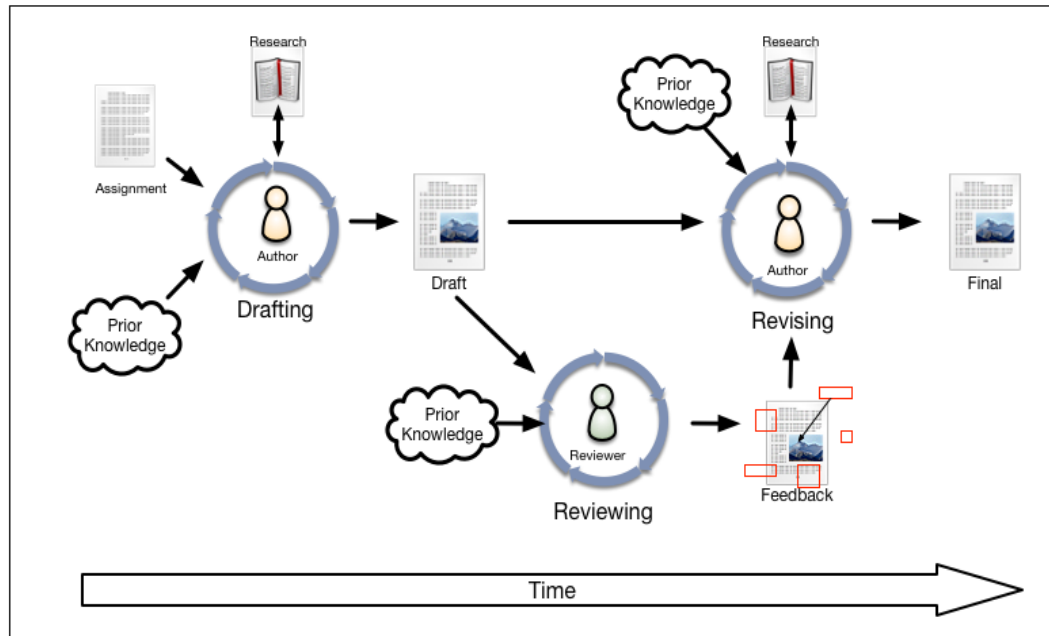 Research
Assignment
Author
Drafting
Prior
Knowledge
Draft
Prior
Knowledge
Reviewer
Reviewing
Prior
Knowledge
Research
Author
Revising
Feedback
Final
Time